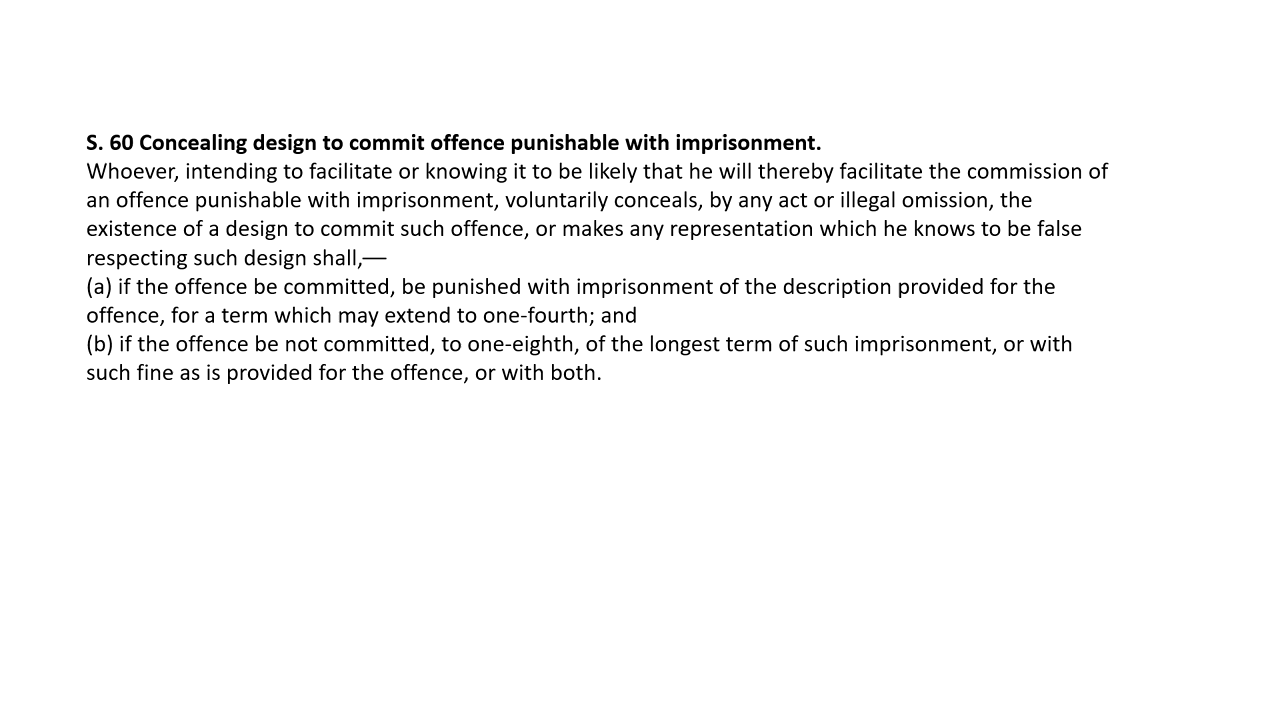 S. 60 Concealing design to commit offence punishable with imprisonment.
Whoever, intending to facilitate or knowing it to be likely that he will thereby facilitate the commission of
an offence punishable with imprisonment, voluntarily conceals, by any act or illegal omission, the
existence of a design to commit such offence, or makes any representation which he knows to be false
respecting such design shall,—
(a) if the offence be committed, be punished with imprisonment of the description provided for the
offence, for a term which may extend to one-fourth; and
(b) if the offence be not committed, to one-eighth, of the longest term of such imprisonment, or with
such fine as is provided for the offence, or with both.